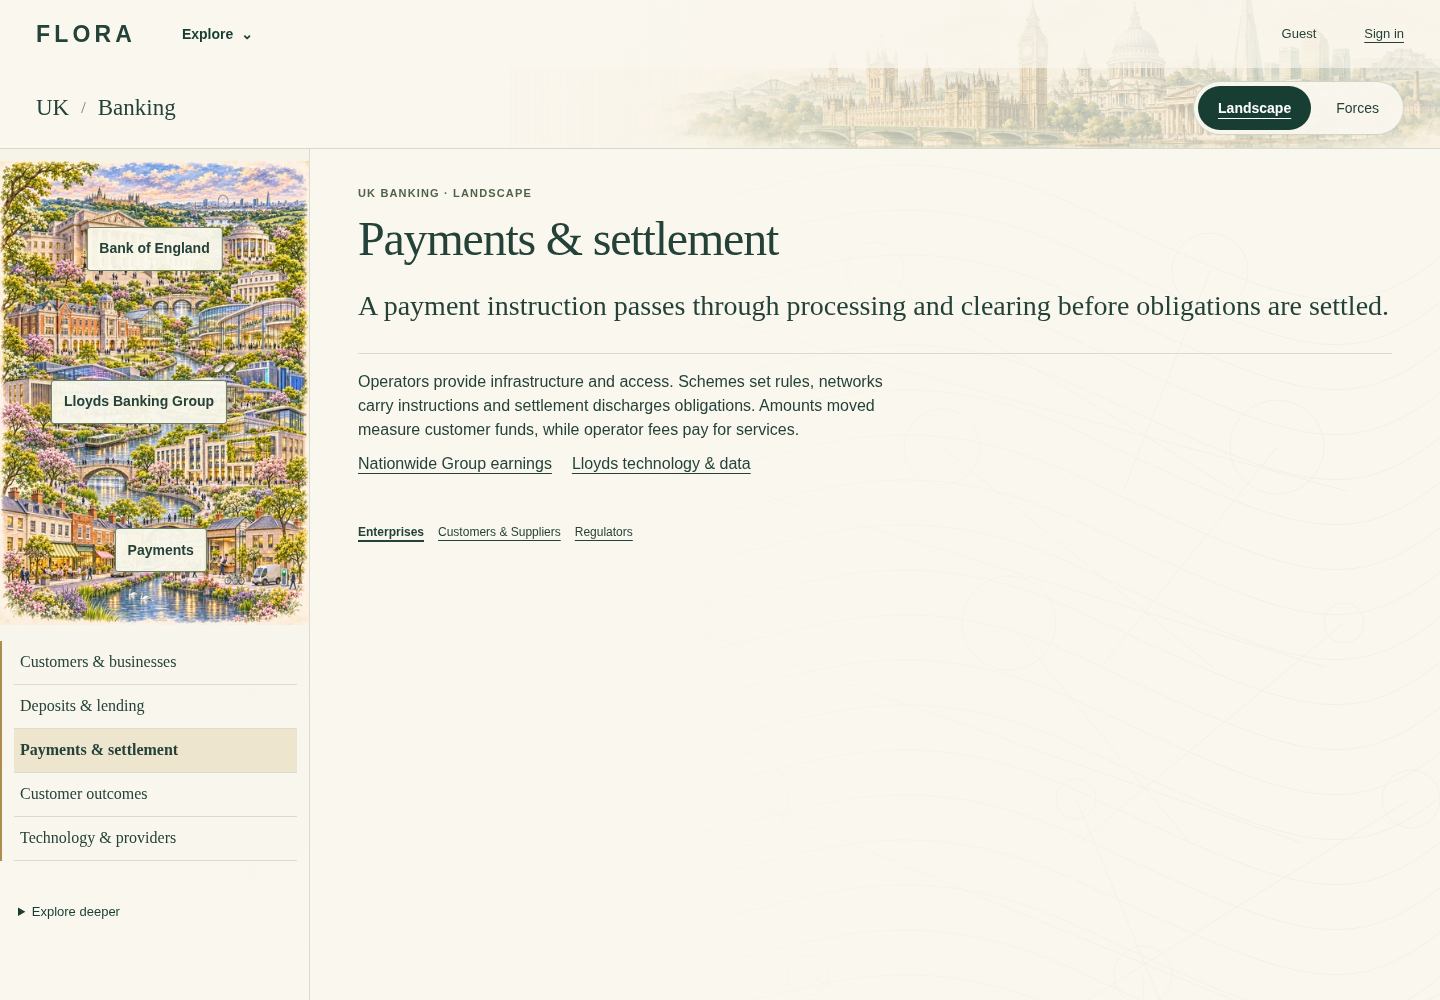 FLORA
Explore
Guest
Sign in
UK / Banking
Landscape
Forces
Bank of England
Lloyds Banking Group
Payments
Customers & businesses
Deposits & lending
Payments & settlement
Customer outcomes
Technology & providers
Explore deeper
UK BANKING · LANDSCAPE
Payments & settlement
A payment instruction passes through processing and clearing before obligations are settled.
Operators provide infrastructure and access. Schemes set rules, networks
carry instructions and settlement discharges obligations. Amounts moved
measure customer funds, while operator fees pay for services.
Nationwide Group earnings
Lloyds technology & data
Enterprises
Customers & Suppliers
Regulators